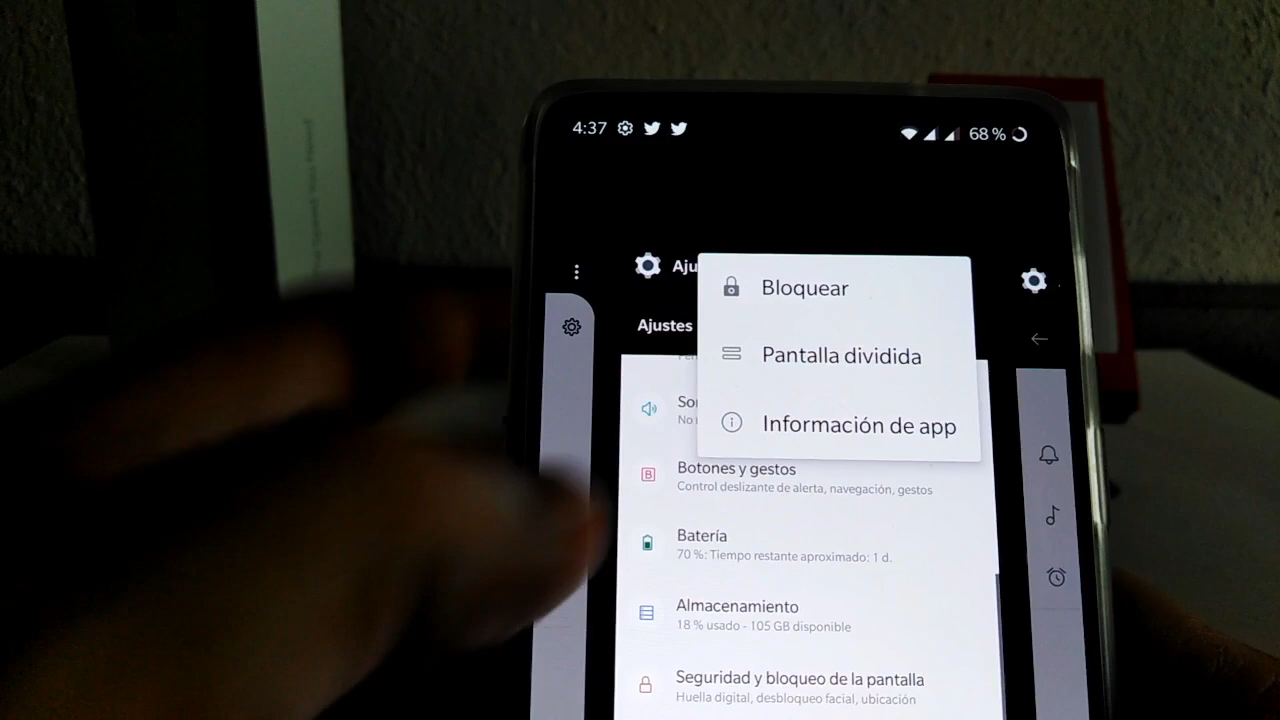 4:37
68 %
Aju
Ajustes
Bloquear
Pantalla dividida
Información de app
No
Botones y gestos
Control deslizante de alerta, navegación, gestos
Batería
70 %: Tiempo restante aproximado: 1 d.
Almacenamiento
18 % usado - 105 GB disponible
Seguridad y bloqueo de la pantalla
Huella digital, desbloqueo facial, ubicación